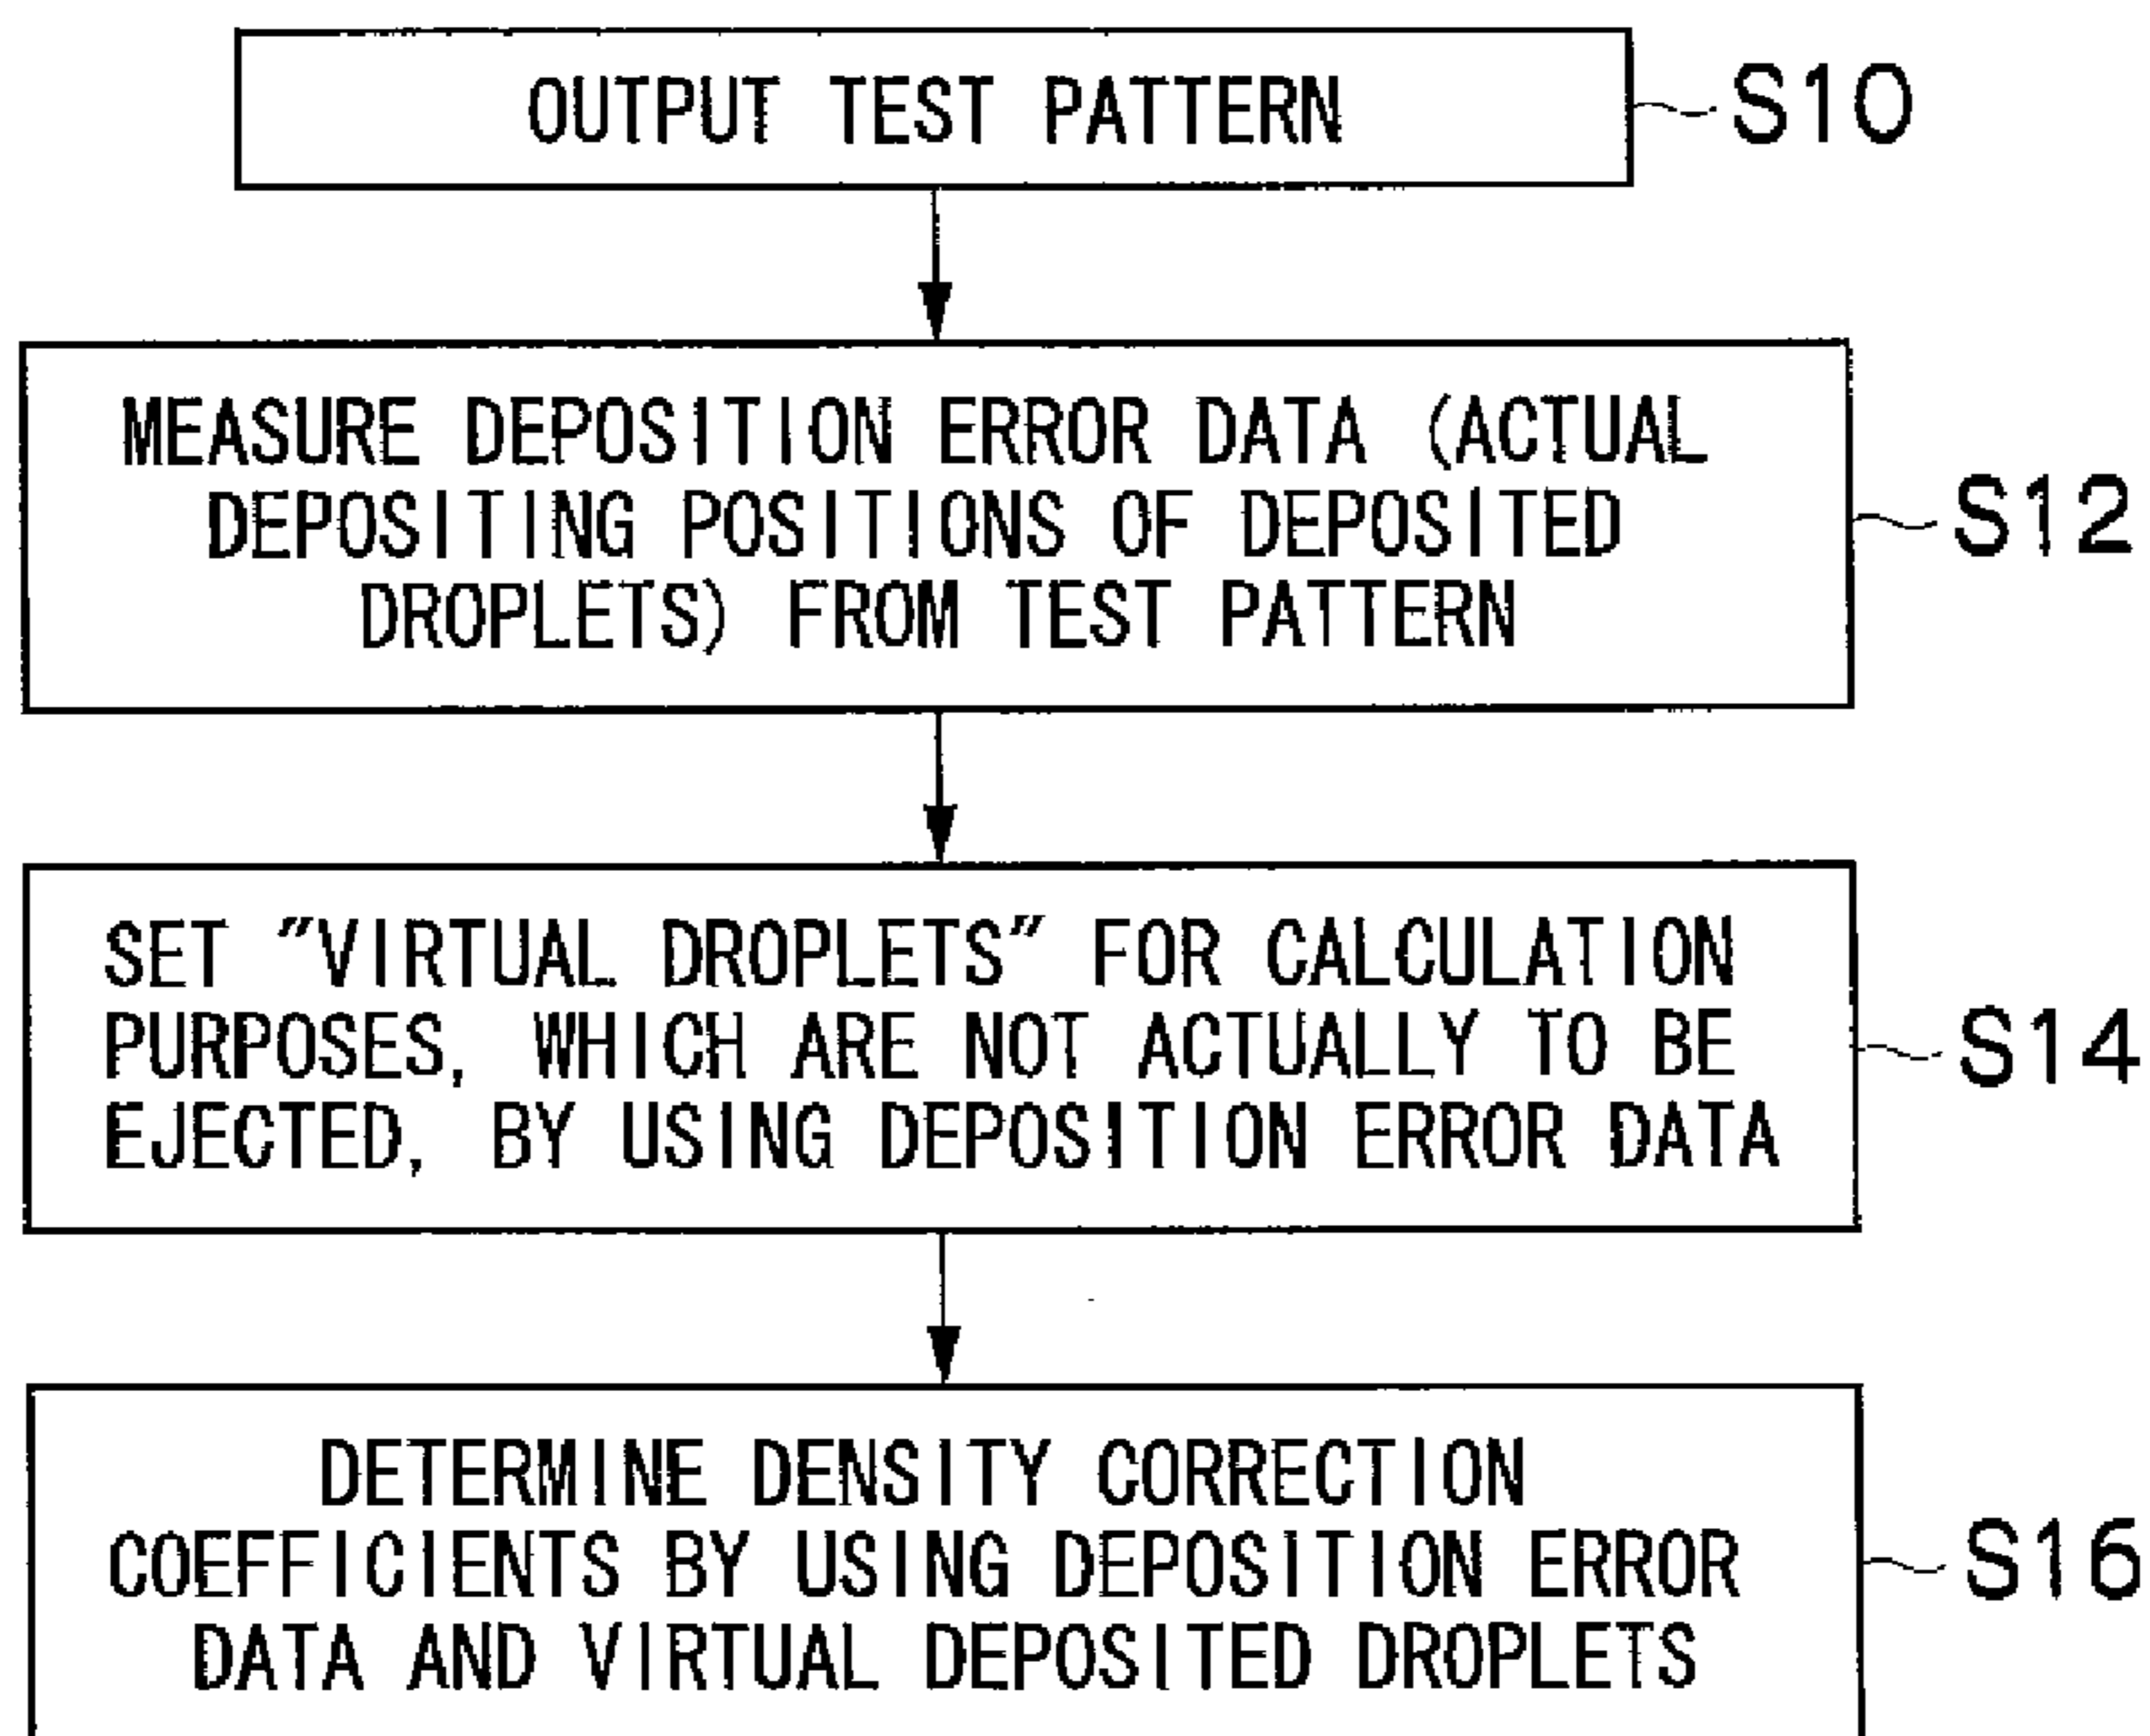 OUTPUT TEST PATTERN
S10
MEASURE DEPOSITION ERROR DATA (ACTUAL
DEPOSITING POSITIONS OF DEPOSITED
DROPLETS) FROM TEST PATTERN
S12
SET "VIRTUAL DROPLETS" FOR CALCULATION
PURPOSES, WHICH ARE NOT ACTUALLY TO BE
EJECTED, BY USING DEPOSITION ERROR DATA
S14
DETERMINE DENSITY CORRECTION
COEFFICIENTS BY USING DEPOSITION ERROR
DATA AND VIRTUAL DEPOSITED DROPLETS
S16